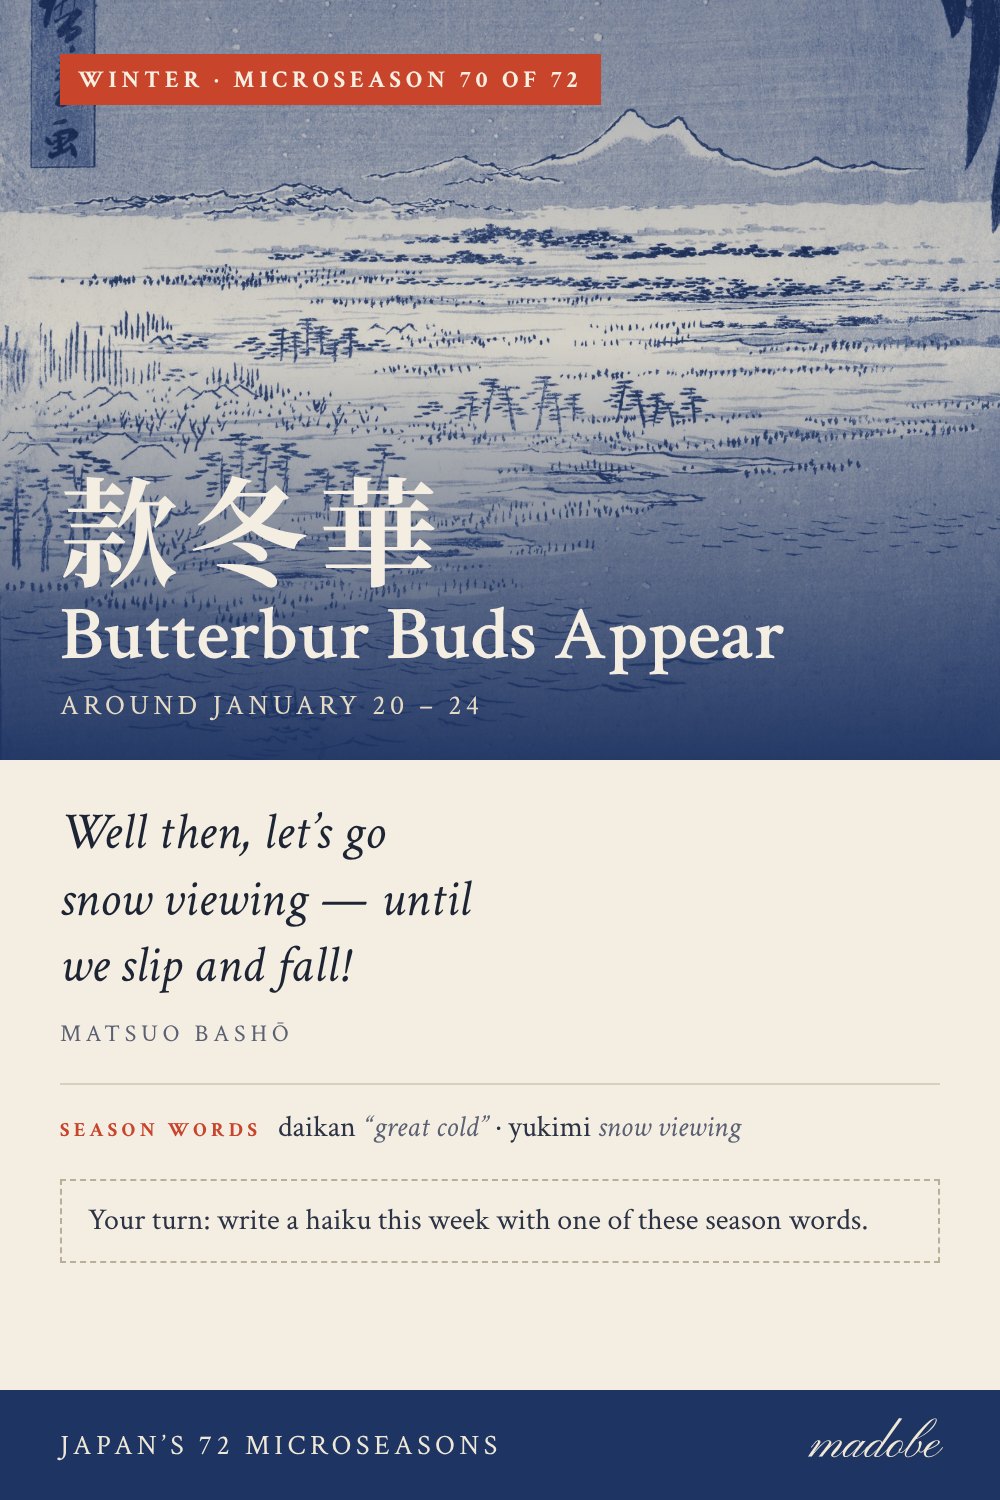 WINTER · MICROSEASON 70 OF 72
款冬華
Butterbur Buds Appear
AROUND JANUARY 20 – 24
Well then, let’s go
snow viewing — until
we slip and fall!
MATSUO BASHŌ
SEASON WORDS daikan “great cold” · yukimi snow viewing
Your turn: write a haiku this week with one of these season words.
JAPAN’S 72 MICROSEASONS
madobe